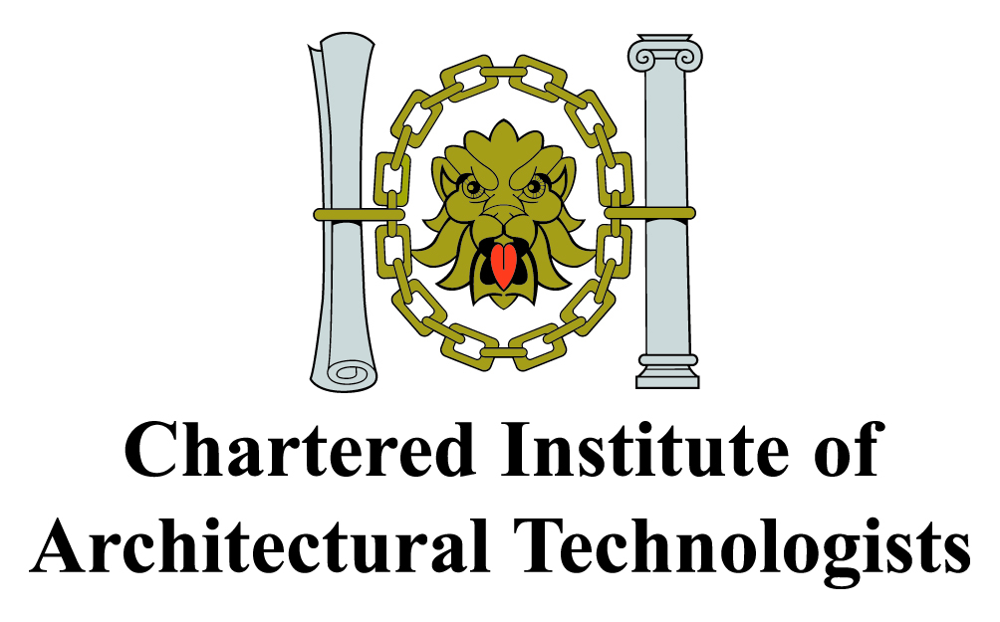 Chartered Institute of
Architectural Technologists